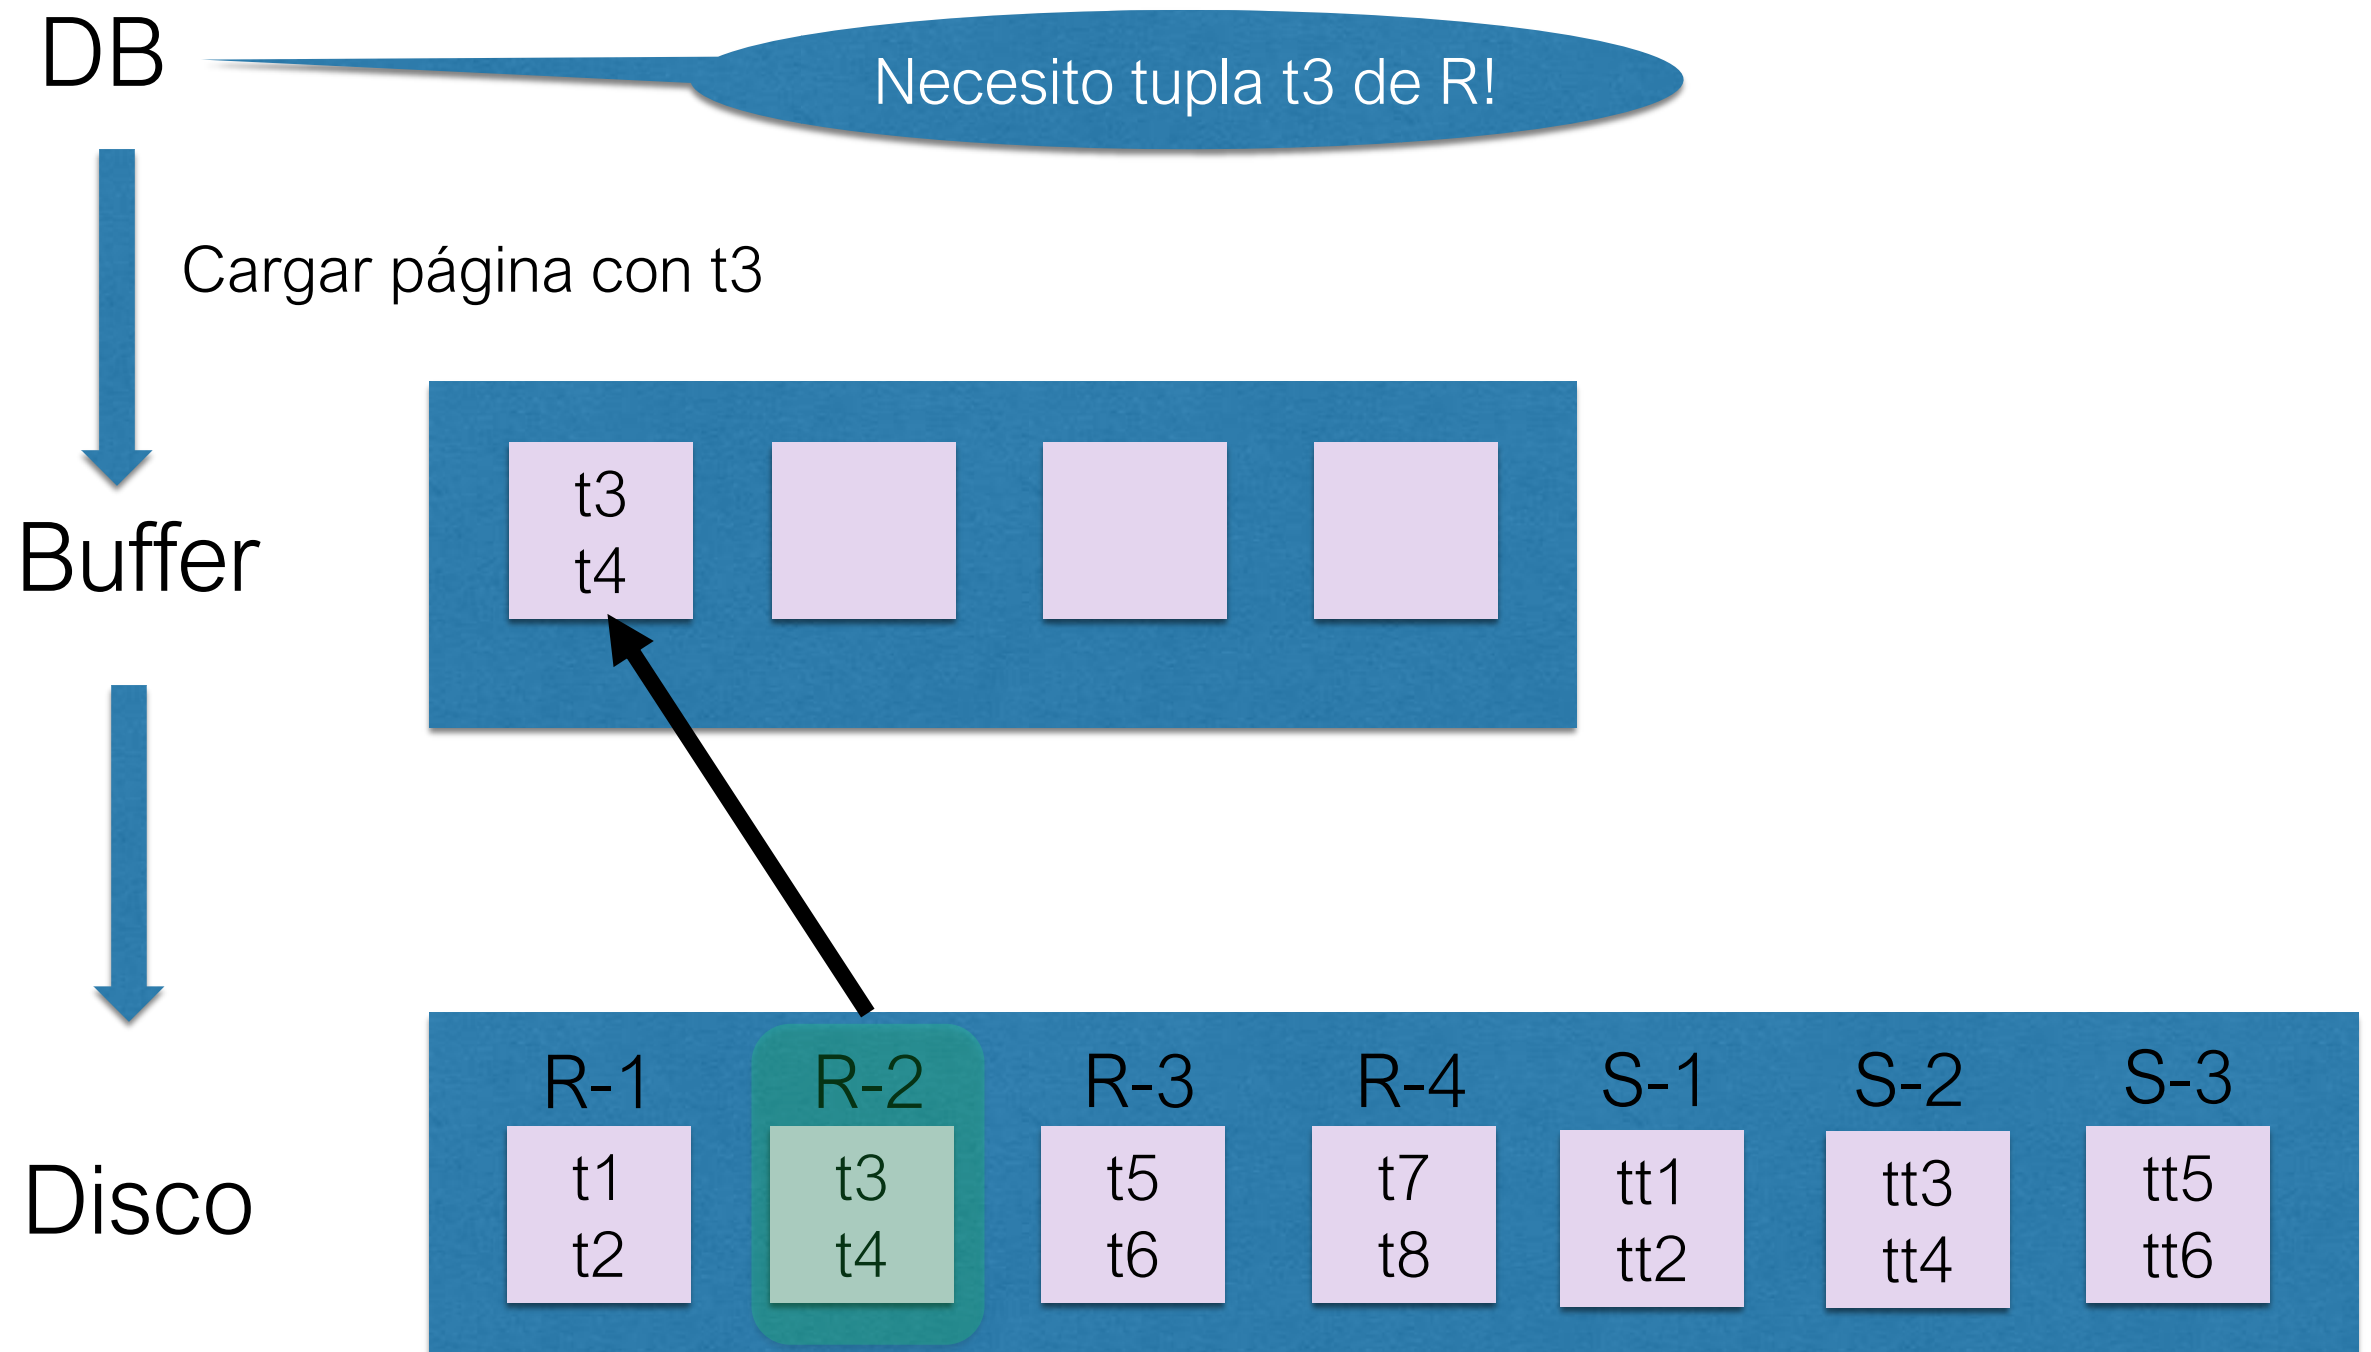 DB
Necesito tupla t3 de R!
Cargar página con t3
Buffer
t3
t4
Disco
R-1
t1
t2
R-2
t3
t4
R-3
t5
t6
R-4
t7
t8
S-1
tt1
tt2
S-2
tt3
tt4
S-3
tt5
tt6